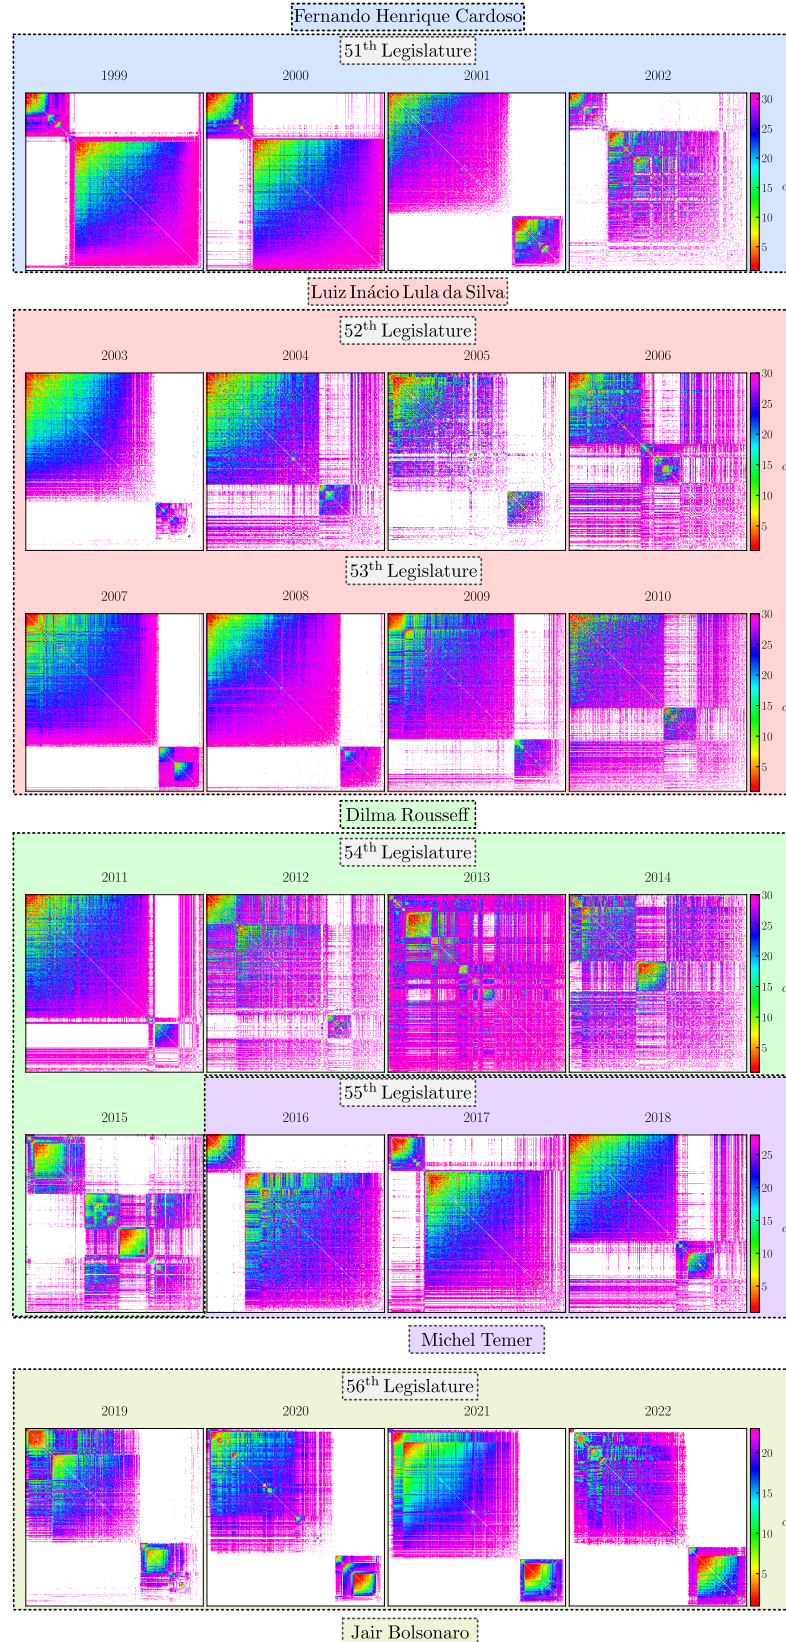 Fernando Henrique Cardoso
51th Legislature
1999 2000 2001 2002
30
25
20
15
10
5
Luiz Inácio Lula da Silva
52th Legislature
2003 2004 2005 2006
30
25
20
15
10
5
53th Legislature
2007 2008 2009 2010
30
25
20
15
10
5
Dilma Rousseff
54th Legislature
2011 2012 2013 2014
30
25
20
15
10
5
55th Legislature
2015 2016 2017 2018
25
20
15
10
5
Michel Temer
56th Legislature
2019 2020 2021 2022
20
15
10
5
Jair Bolsonaro